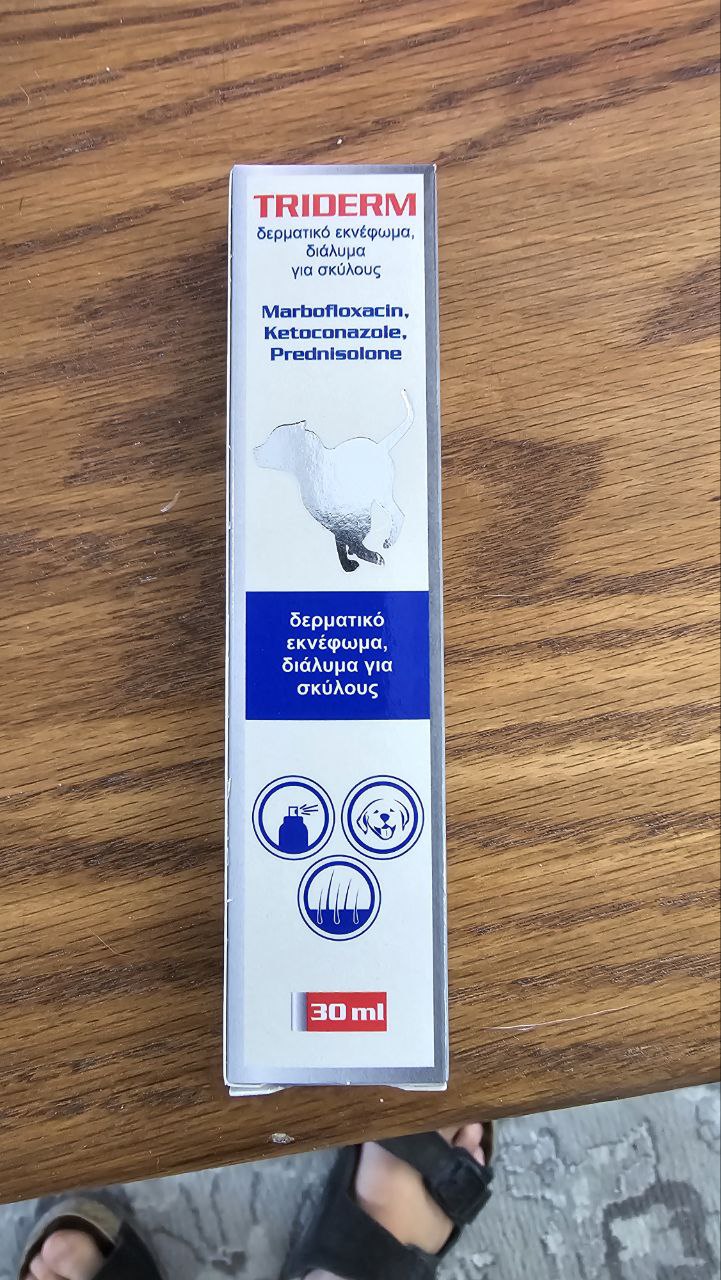 TRIDERM
δερματικό εκνέφωμα,
διάλυμα
για σκύλους
Marbofloxacin,
Ketoconazole,
Prednisolone
δερματικό
εκνέφωμα,
διάλυμα για
σκύλους
30 ml